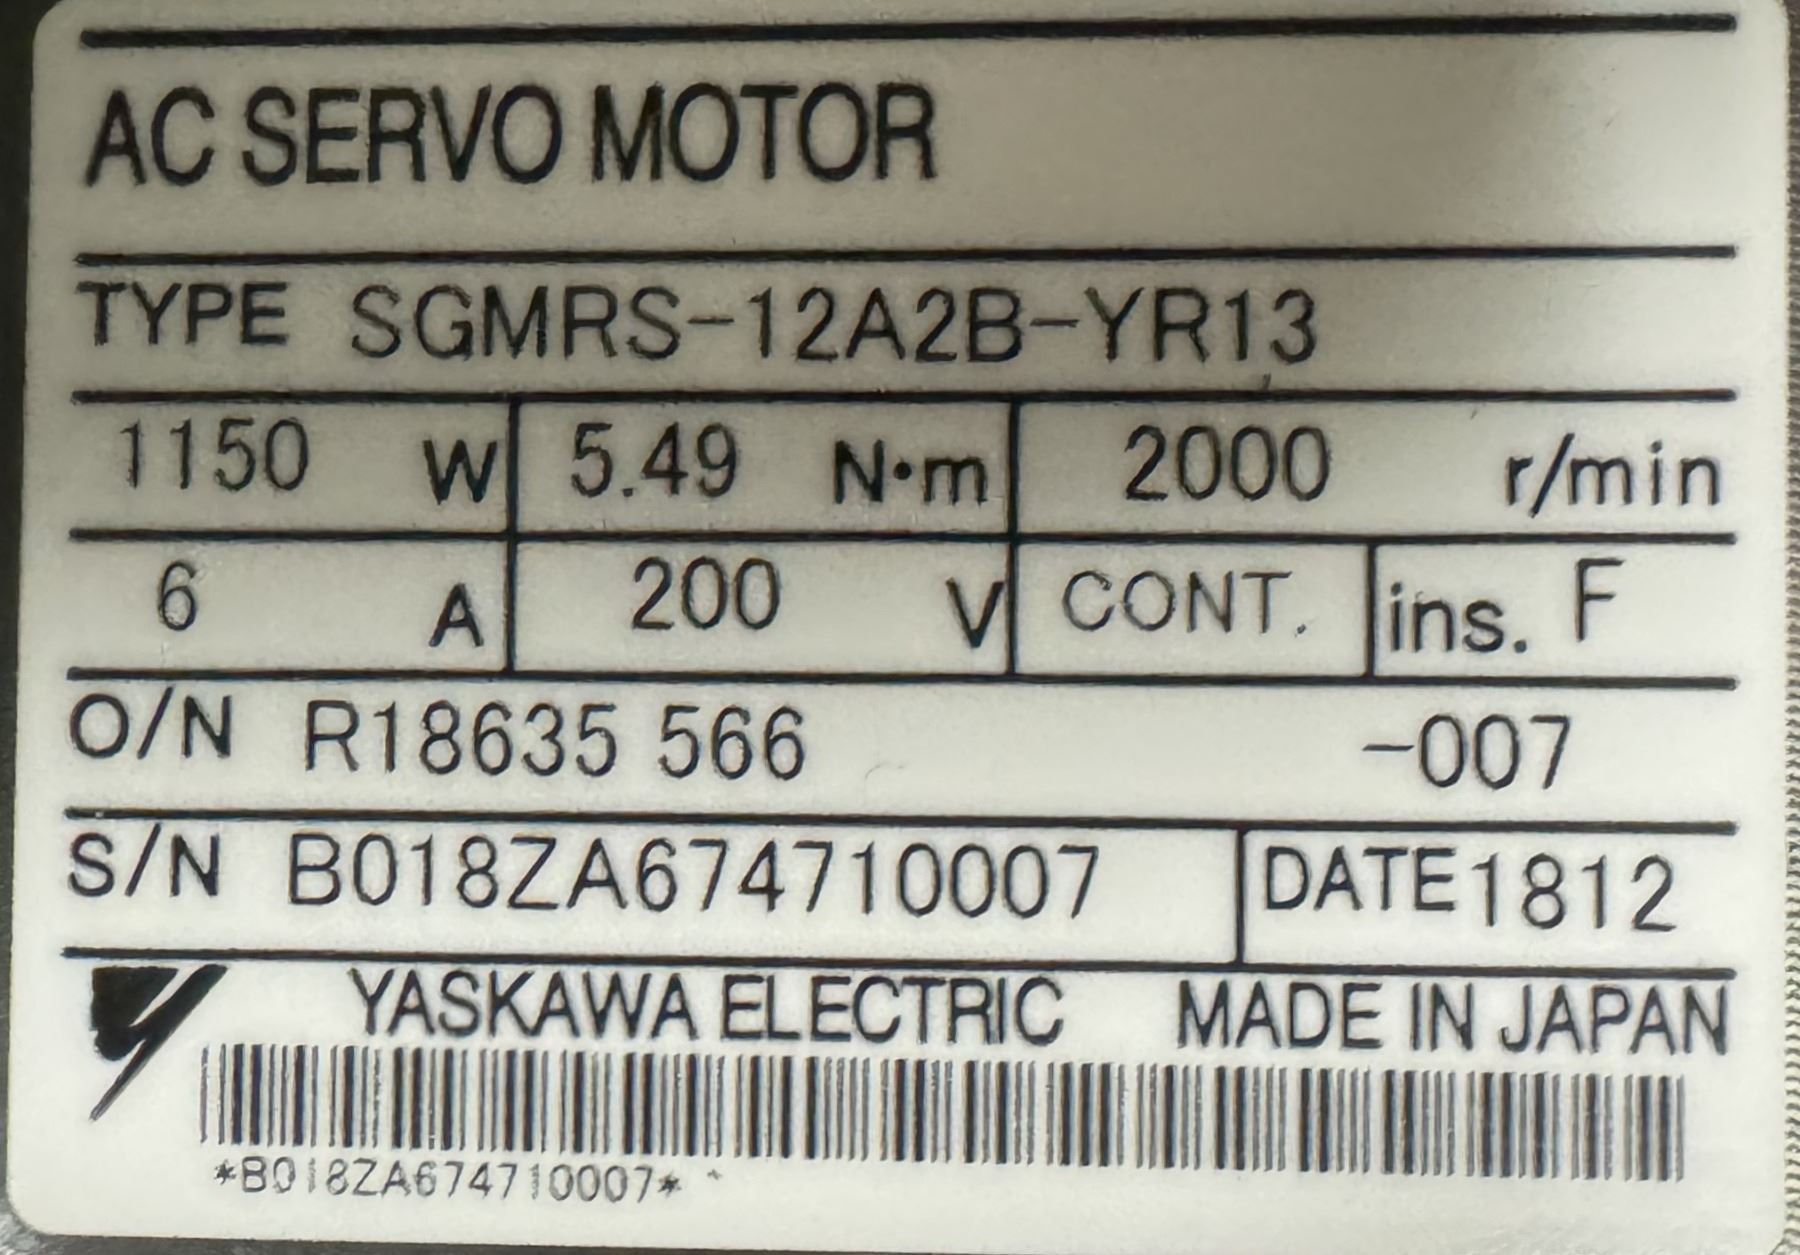 AC SERVO MOTOR
TYPE SGMRS-12A2B-YR13
1150 W 5.49 N·m 2000 r/min
6 A 200 V CONT. ins. F
O/N R18635 566 -007
S/N B018ZA674710007 DATE 1812
YASKAWA ELECTRIC MADE IN JAPAN
*B018ZA674710007*